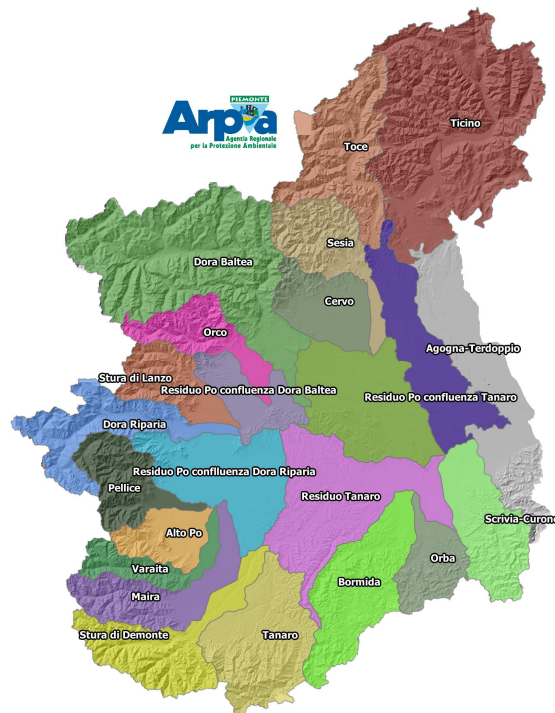 PIEMONTE
Arpa
Agenzia Regionale
per la Protezione Ambientale
Ticino
Toce
Sesia
Dora Baltea
Cervo
Orco
Agogna-Terdoppio
Stura di Lanzo
Residuo Po confluenza Dora Baltea
Residuo Po confluenza Tanaro
Dora Riparia
Residuo Po conflluenza Dora Riparia
Pellice
Residuo Tanaro
Scrivia-Curone
Alto Po
Orba
Varaita
Bormida
Maira
Stura di Demonte
Tanaro